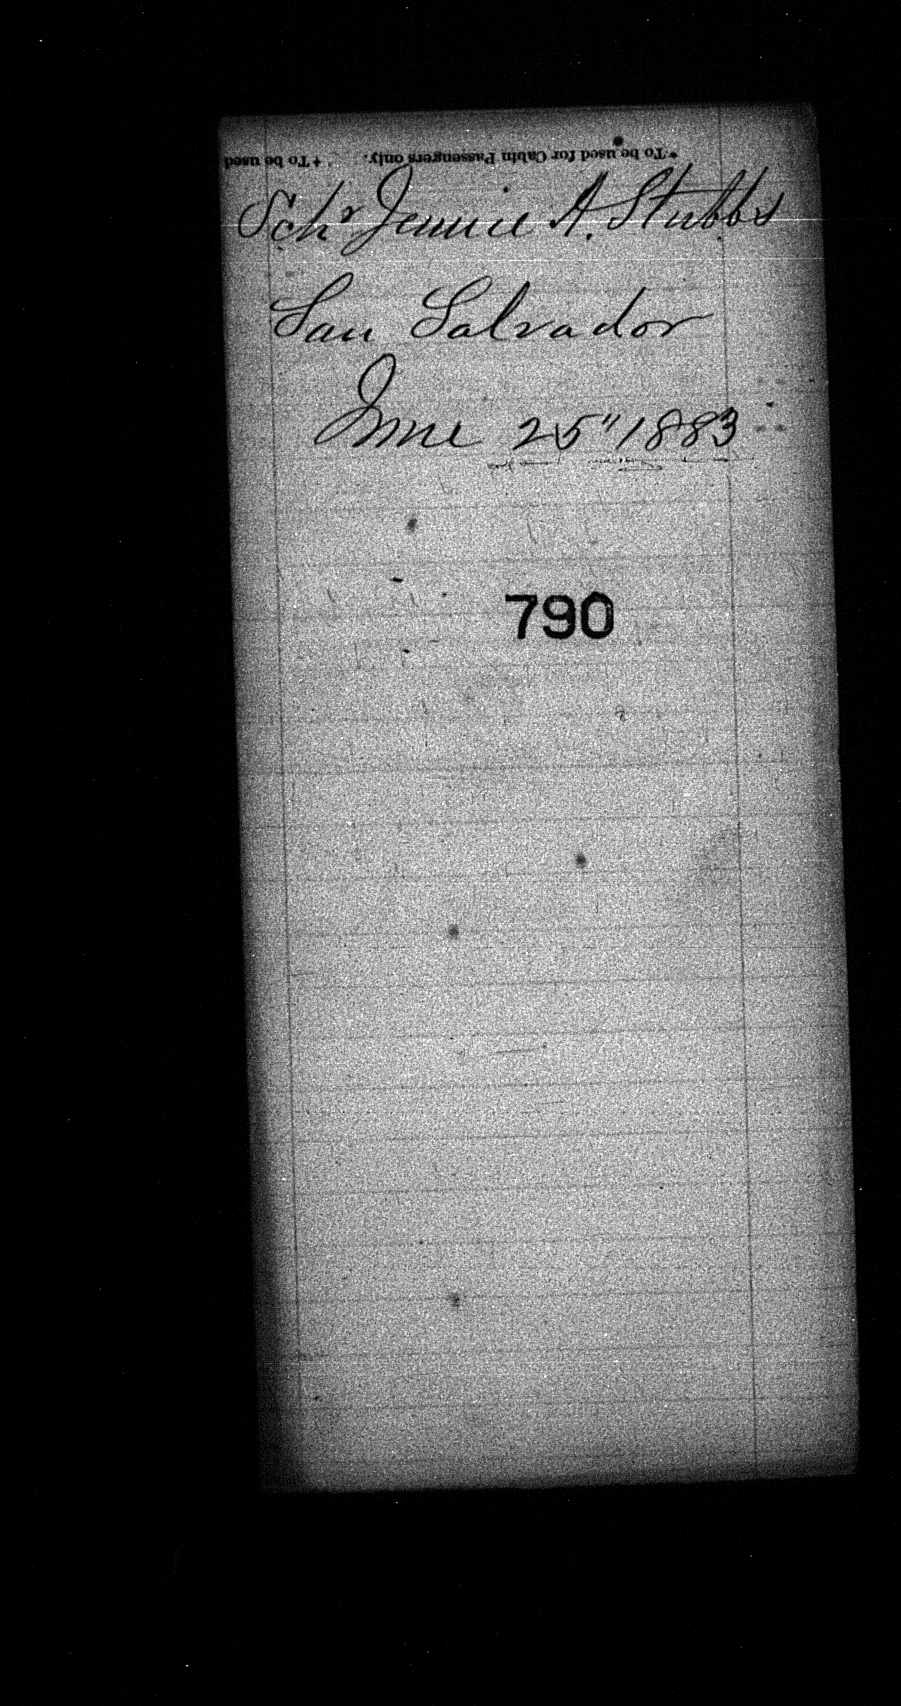 *To be used for Cabin Passengers only. † To be used
Schr Jennie A. Stubbs
San Salvador
June 25" 1883
790